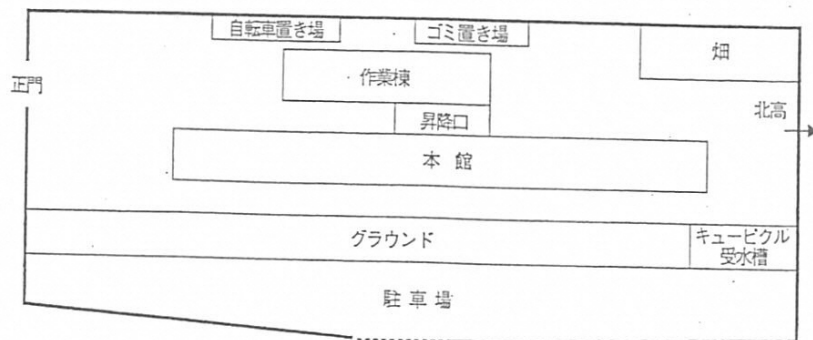 自転車置き場
ゴミ置き場
畑
正門
作業棟
北高
昇降口
本館
グラウンド
キュービクル
受水槽
駐車場